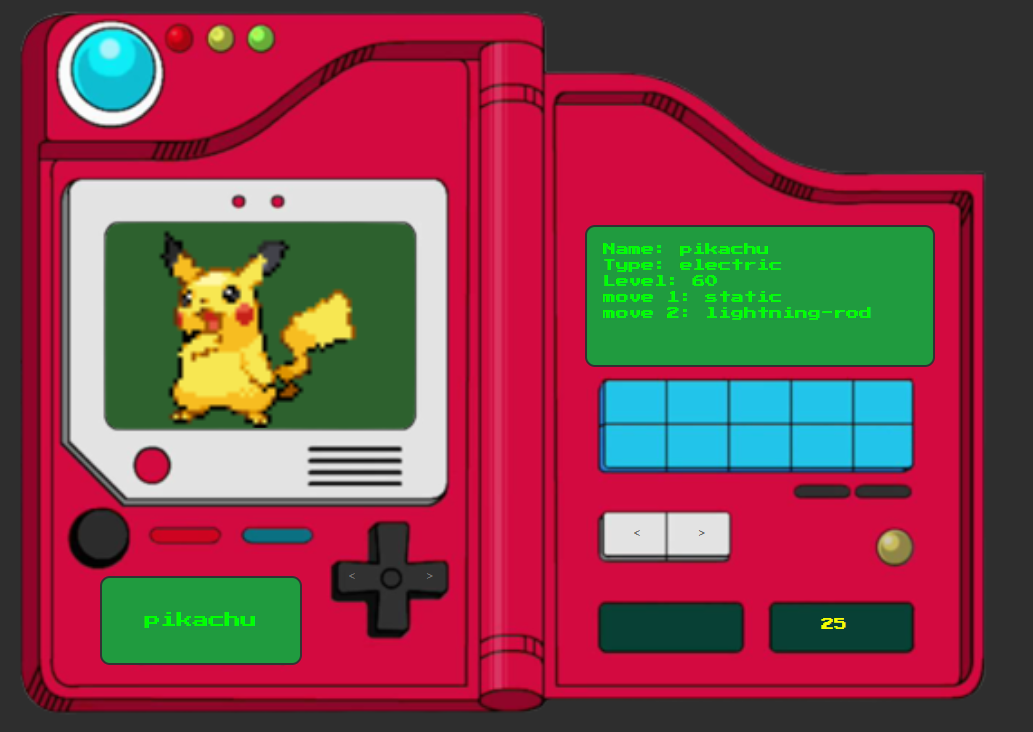 Name: pikachu
Type: electric
Level: 60
move 1: static
move 2: lightning-rod
< >
< >
pikachu
25